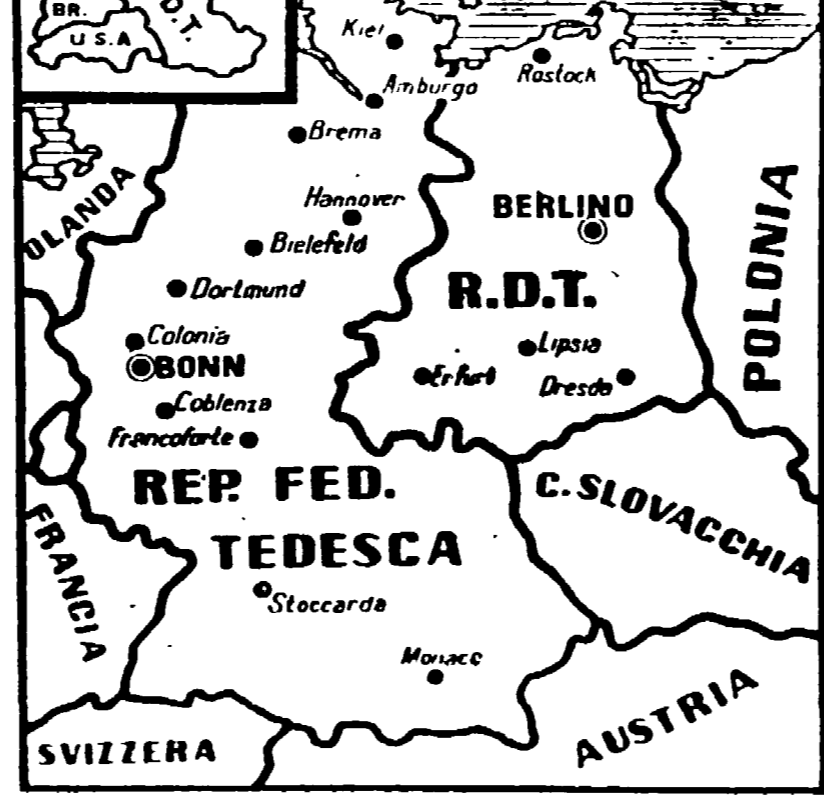 BR.
D.T.
U S.A
Kiel
Rostock
Amburgo
Brema
OLANDA
Hannover
BERLINO
POLONIA
Bielefeld
Dortmund
R.D.T.
Colonia
BONN
Lipsia
Erfurt
Dresda
Coblenza
Francoforte
REP. FED.
TEDESCA
C. SLOVACCHIA
FRANCIA
Stoccarda
Monaco
AUSTRIA
SVIZZERA